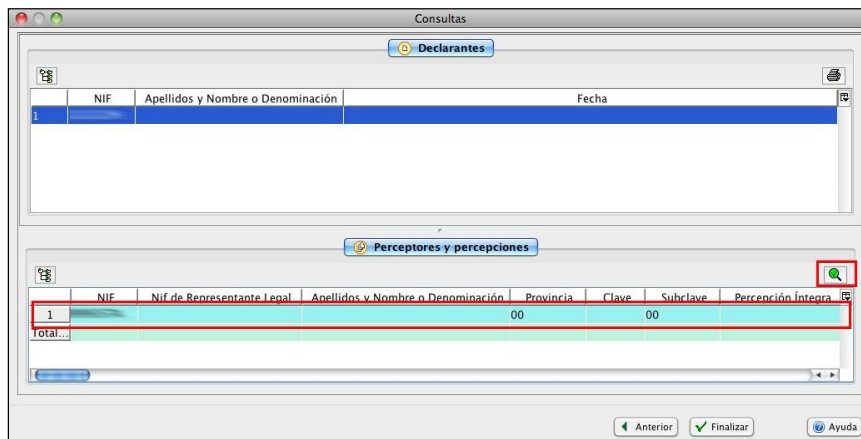 Consultas
Declarantes
NIF Apellidos y Nombre o Denominación Fecha
1
Perceptores y percepciones
NIF Nif de Representante Legal Apellidos y Nombre o Denominación Provincia Clave Subclave Percepción Íntegra
1 00 00
Total...
Anterior Finalizar Ayuda